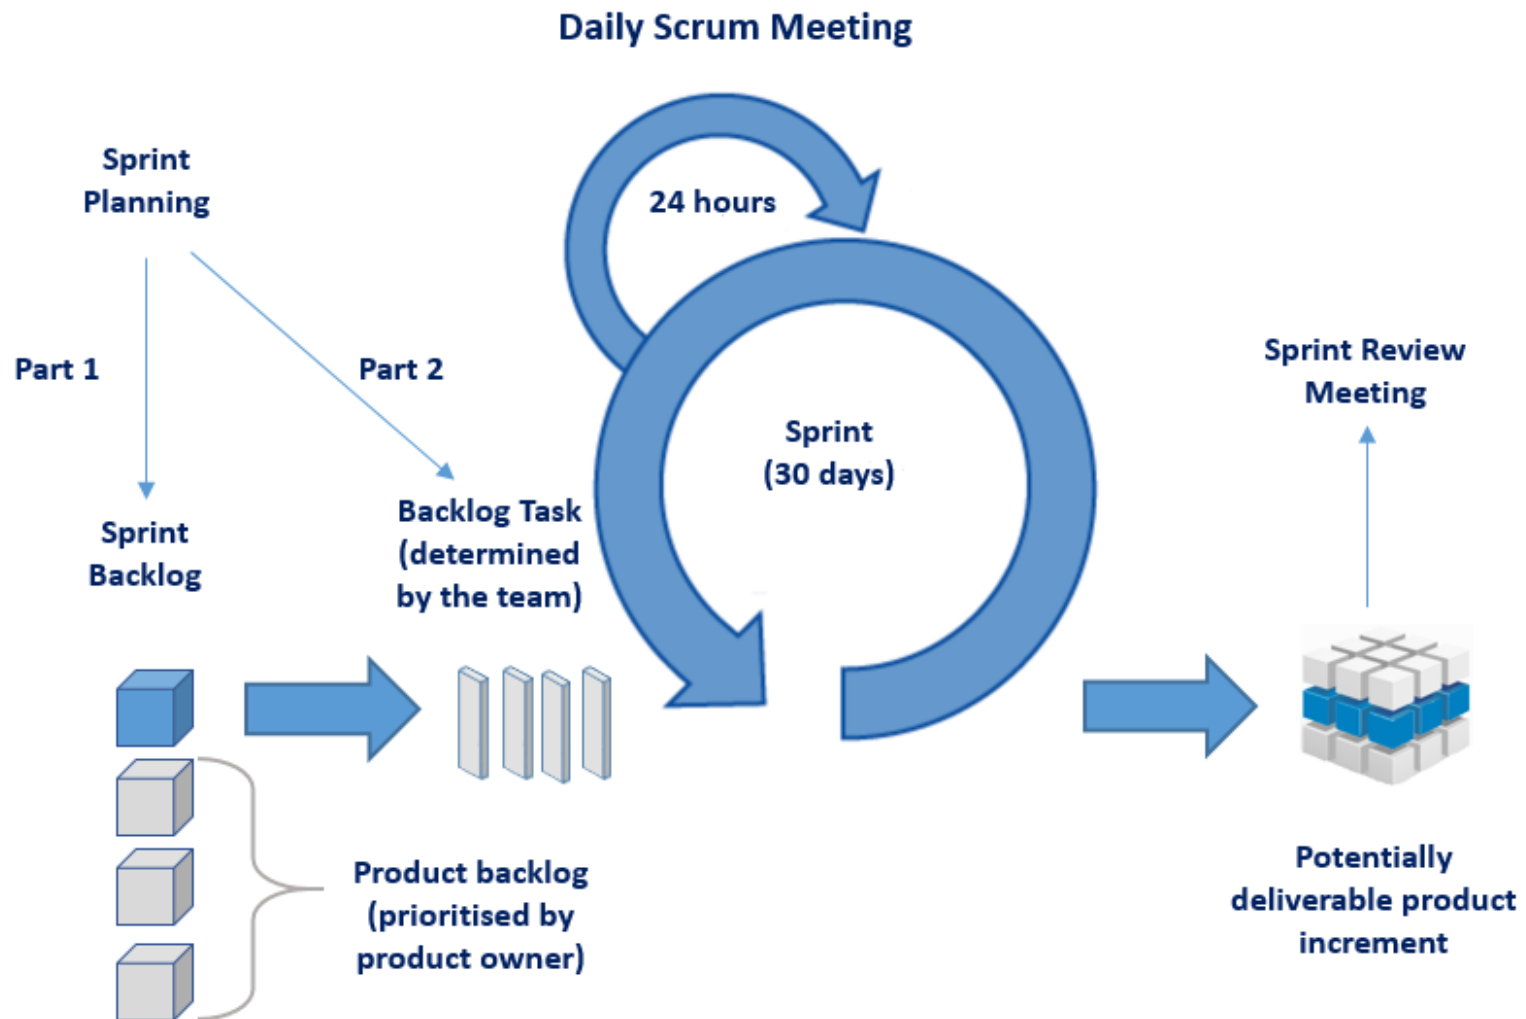 Daily Scrum Meeting
Sprint
Planning
24 hours
Part 1
Part 2
Sprint Review
Meeting
Sprint
(30 days)
Sprint
Backlog
Backlog Task
(determined
by the team)
Product backlog
(prioritised by
product owner)
Potentially
deliverable product
increment